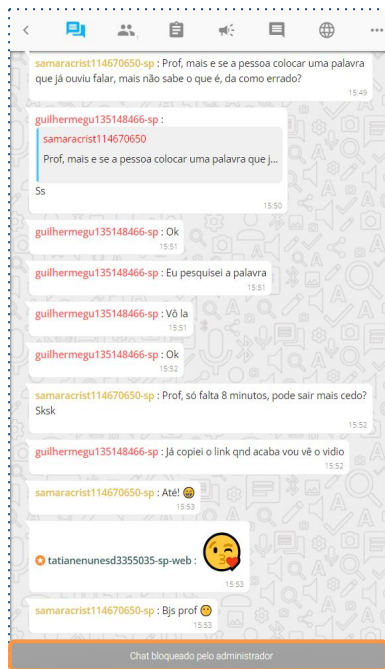 samaracrist114670650-sp : Prof, mais e se a pessoa colocar uma palavra
que já ouviu falar, mais não sabe o que é, da como errado?
15:49
guilhermegu135148466-sp :
samaracrist114670650
Prof, mais e se a pessoa colocar uma palavra que j...
Ss
15:50
guilhermegu135148466-sp : Ok
15:51
guilhermegu135148466-sp : Eu pesquisei a palavra
15:51
guilhermegu135148466-sp : Vô la
15:51
guilhermegu135148466-sp : Ok
15:52
samaracrist114670650-sp : Prof, só falta 8 minutos, pode sair mais cedo?
Sksk
15:52
guilhermegu135148466-sp : Já copiei o link qnd acaba vou vê o vidio
15:52
samaracrist114670650-sp : Até! 😁
15:53
tatianenunesd3355035-sp-web : 😘
15:53
samaracrist114670650-sp : Bjs prof 😁
15:53
Chat bloqueado pelo administrador